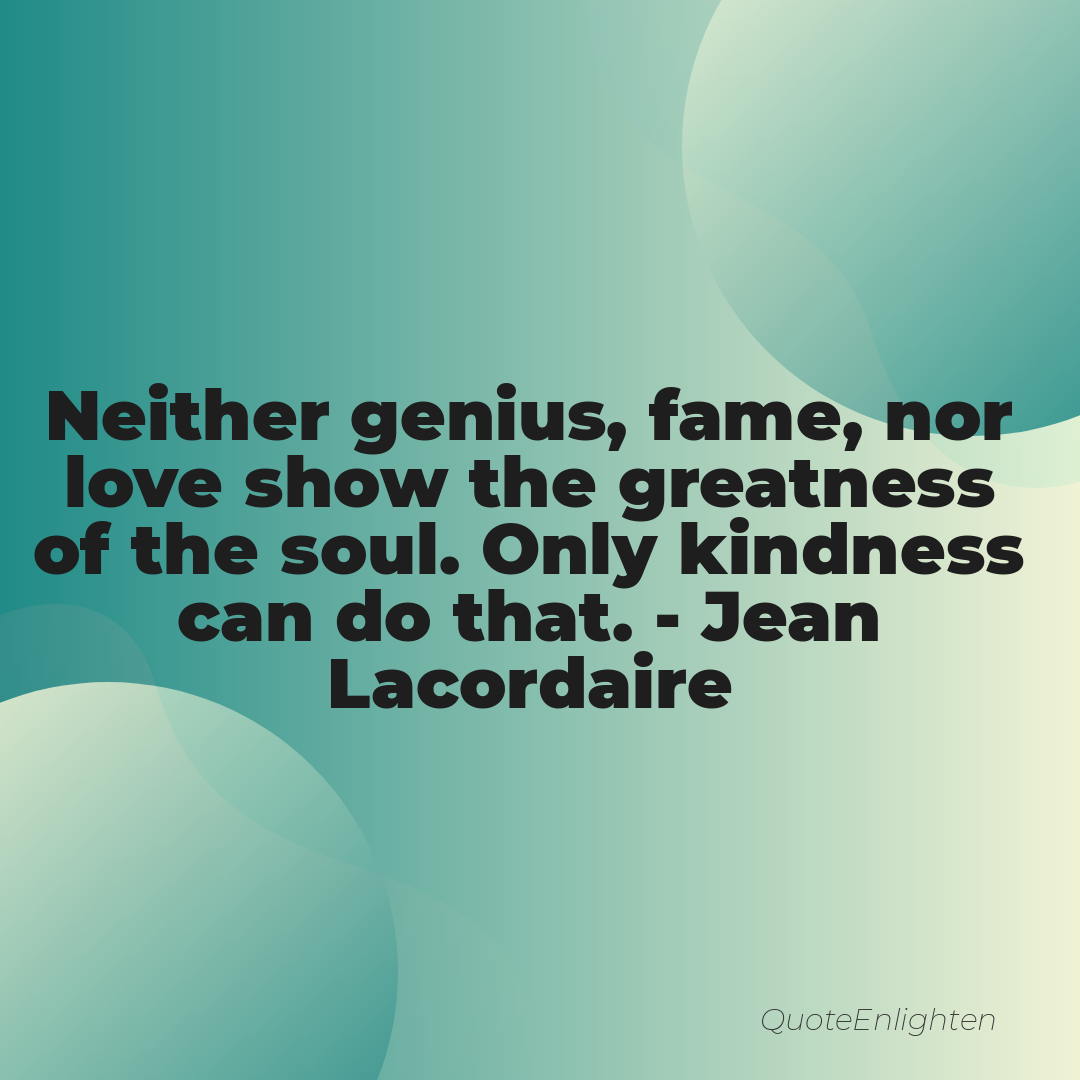 Neither genius, fame, nor
love show the greatness
of the soul. Only kindness
can do that. - Jean
Lacordaire
QuoteEnlighten